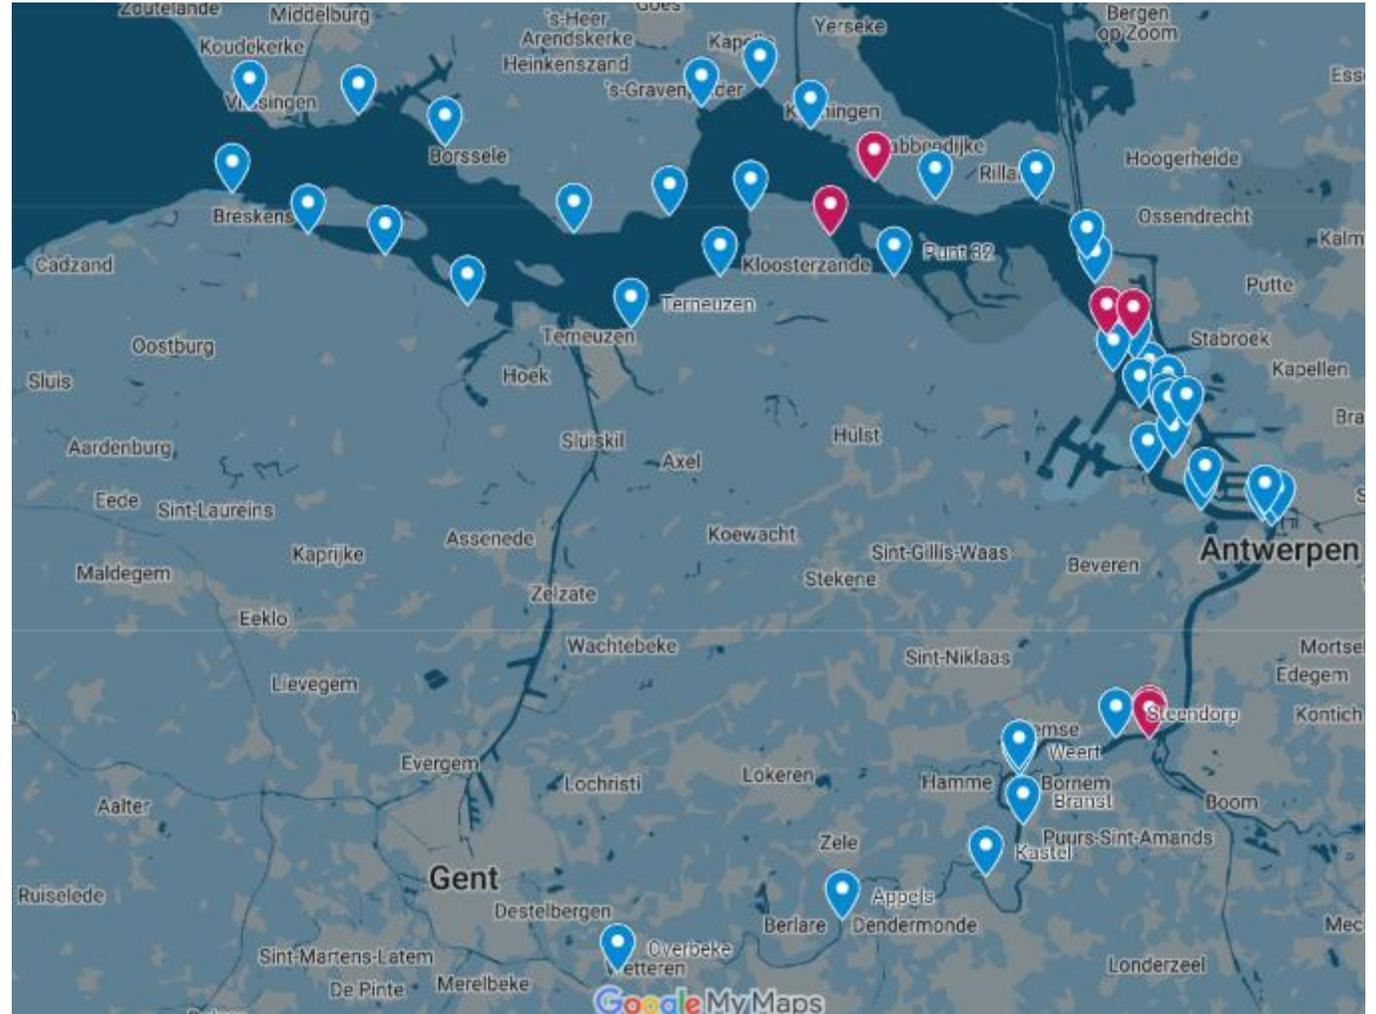 Zoutelande
Middelburg
Goes
Bergen
op Zoom
's-Heer
Arendskerke
Yerseke
Koudekerke
Heinkenszand
Hoogerheide
Borssele
Breskens
Ossendrecht
Cadzand
Kloosterzande
Punt 32
Putte
Terneuzen
Terneuzen
Oostburg
Stabroek
Sluis
Hoek
Kapellen
Aardenburg
Sluiskil
Hulst
Axel
Eede
Sint-Laureins
Assenede
Koewacht
Antwerpen
Kaprijke
Sint-Gillis-Waas
Beveren
Maldegem
Stekene
Zelzate
Eeklo
Wachtebeke
Sint-Niklaas
Mortsel
Edegem
Lievegem
Steendorp
Kontich
Weert
Evergem
Lochristi
Lokeren
Hamme
Bornem
Branst
Aalter
Boom
Zele
Puurs-Sint-Amands
Kastel
Gent
Ruiselede
Appels
Destelbergen
Berlare
Dendermonde
Overbeke
Sint-Martens-Latem
Londerzeel
De Pinte
Merelbeke
Google My Maps